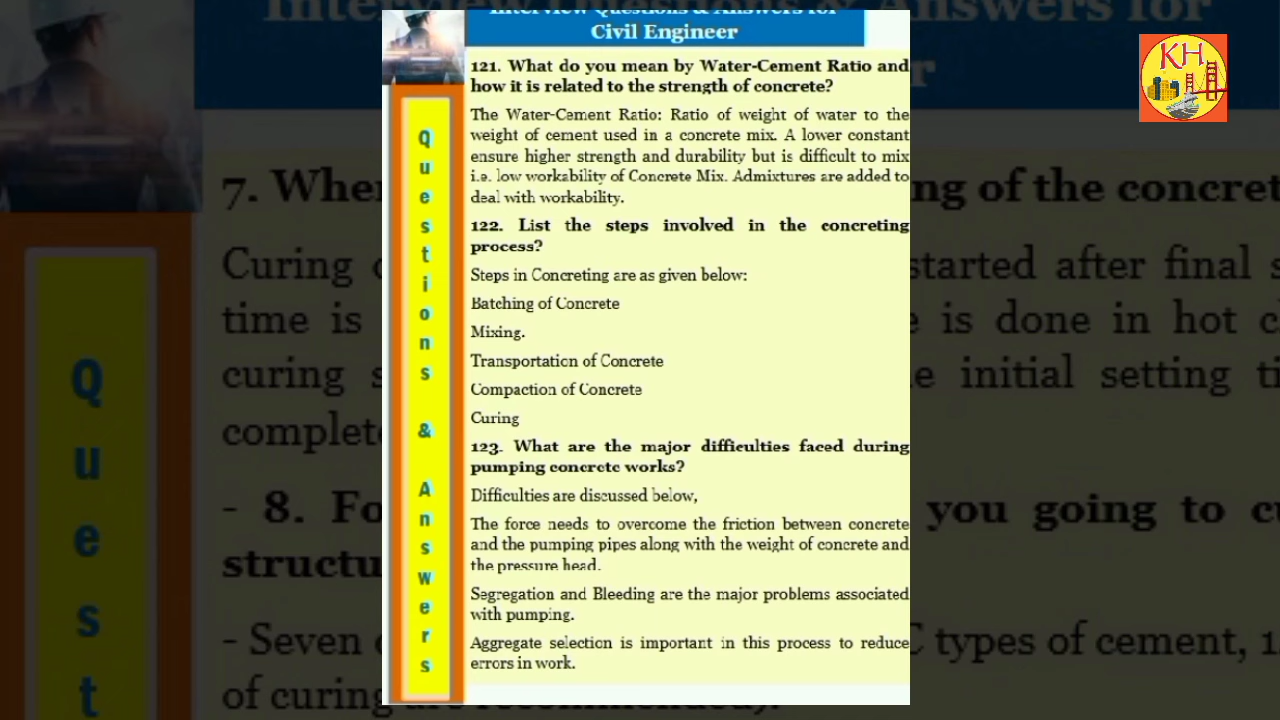 Interview Questions & Answers for
Civil Engineer
KH
121. What do you mean by Water-Cement Ratio and
how it is related to the strength of concrete?
The Water-Cement Ratio: Ratio of weight of water to the
weight of cement used in a concrete mix. A lower constant
ensure higher strength and durability but is difficult to mix
i.e. low workability of Concrete Mix. Admixtures are added to
deal with workability.
122. List the steps involved in the concreting
process?
Steps in Concreting are as given below:
Batching of Concrete
Mixing.
Transportation of Concrete
Compaction of Concrete
Curing
123. What are the major difficulties faced during
pumping concrete works?
Difficulties are discussed below,
The force needs to overcome the friction between concrete
and the pumping pipes along with the weight of concrete and
the pressure head.
Segregation and Bleeding are the major problems associated
with pumping.
Aggregate selection is important in this process to reduce
errors in work.
Questions & Answers
7. When
ng of the concret
Curing
started after final
time is
e is done in hot
curing
initial setting
complete
- 8. Fo
you going to
structu
- Seven
C types of cement,
of curing are recommended).
Quest